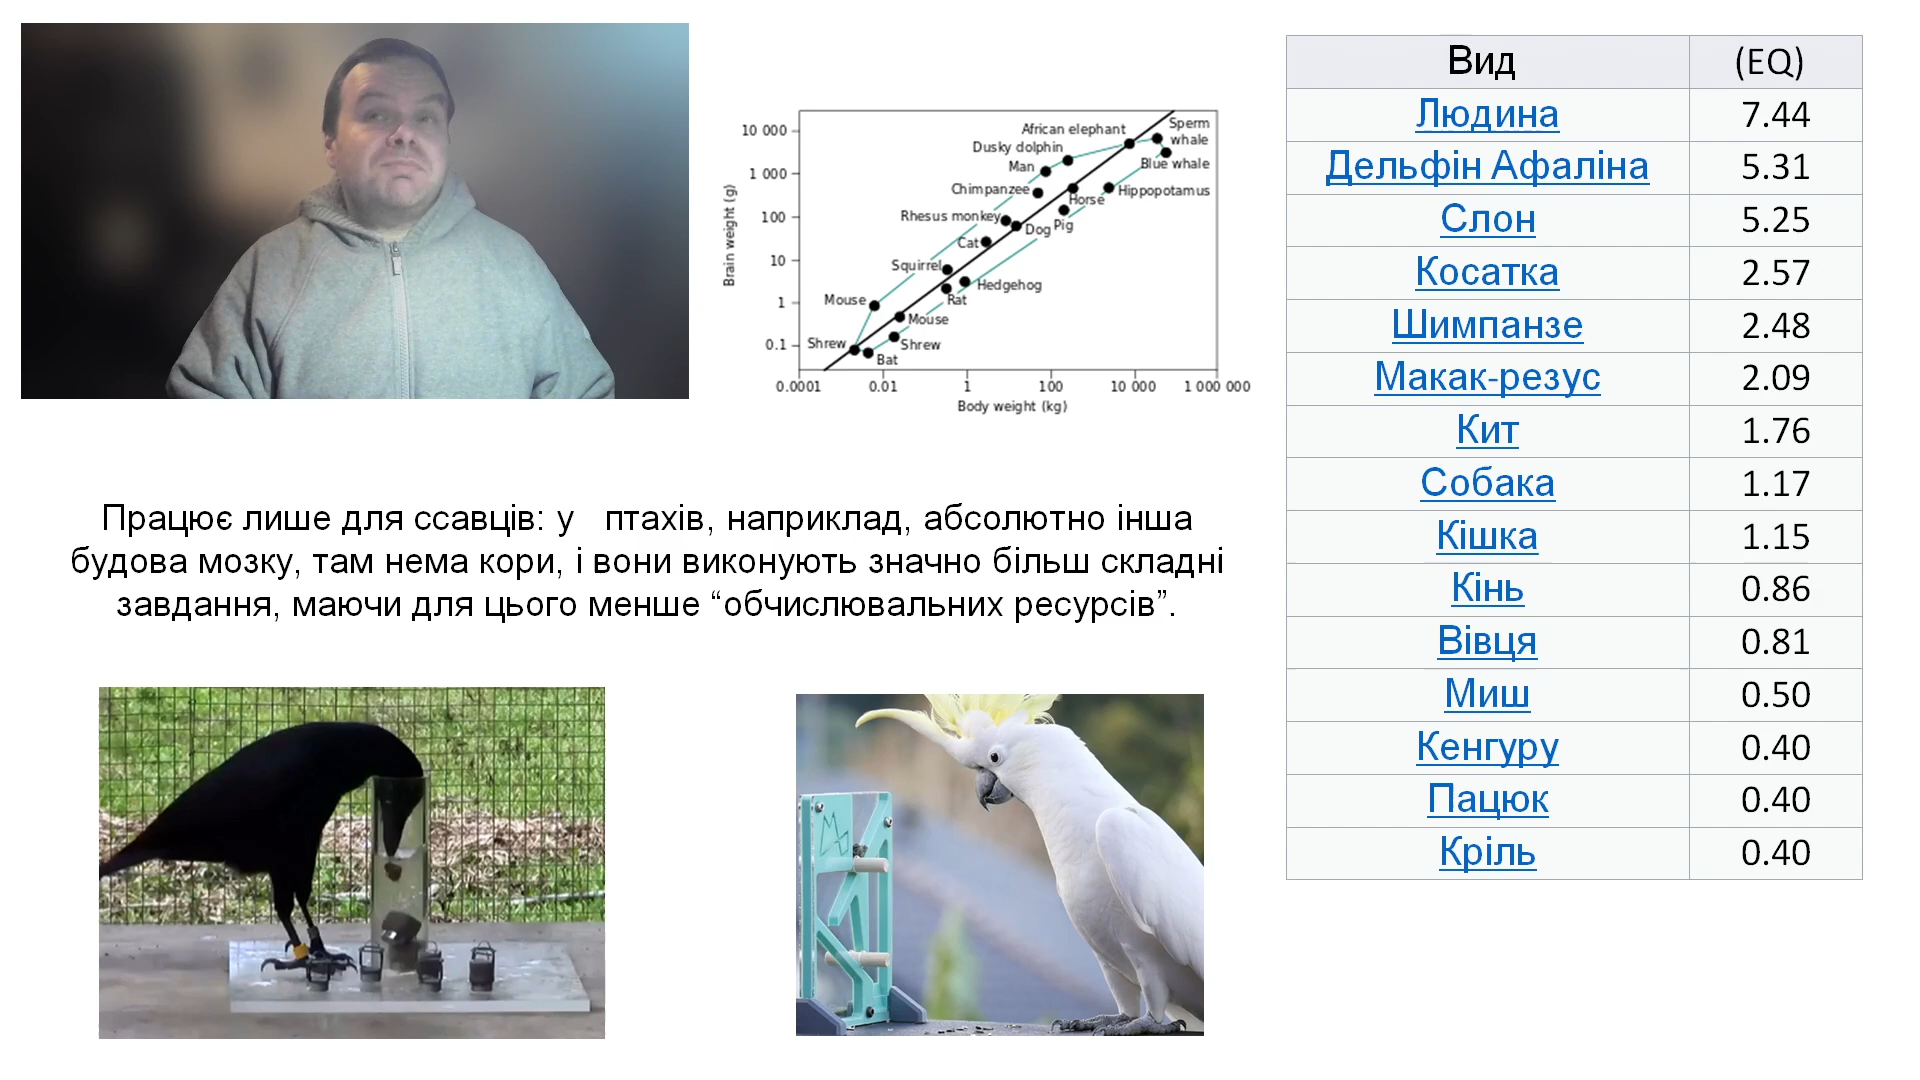 10 000
1 000
100
10
1
0.1
Brain weight (g)
0.0001
0.01
1
100
10 000
1 000 000
Body weight (kg)
African elephant
Sperm
whale
Dusky dolphin
Man
Blue whale
Chimpanzee
Horse
Hippopotamus
Rhesus monkey
Dog
Pig
Cat
Squirrel
Hedgehog
Rat
Mouse
Mouse
Shrew
Shrew
Bat
Працює лише для ссавців: у птахів, наприклад, абсолютно інша
будова мозку, там нема кори, і вони виконують значно більш складні
завдання, маючи для цього менше “обчислювальних ресурсів”.
Вид (EQ)
Людина 7.44
Дельфін Афаліна 5.31
Слон 5.25
Косатка 2.57
Шимпанзе 2.48
Макак-резус 2.09
Кит 1.76
Собака 1.17
Кішка 1.15
Кінь 0.86
Вівця 0.81
Миш 0.50
Кенгуру 0.40
Пацюк 0.40
Кріль 0.40